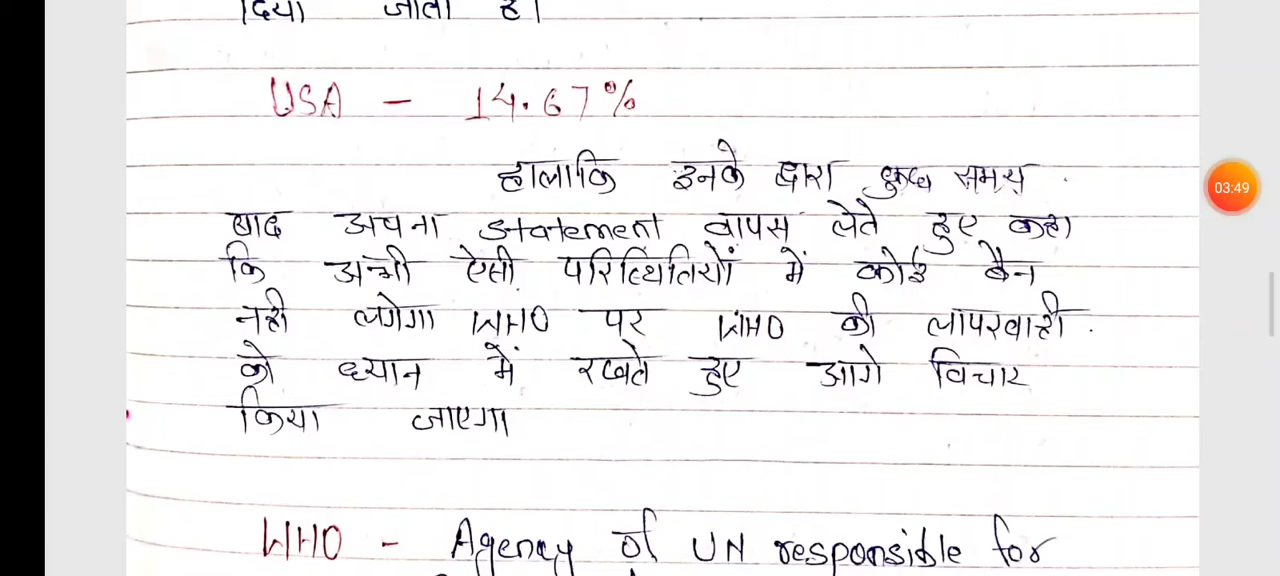 दिया जाता है।
USA - 14.67%
हालाकि इनके द्वारा कुछ समय
बाद अपना statement वापस लेते हुए कहा
कि अभी ऐसी परिस्थितियों में कोई बैन
नही लगेगा WHO पर WHO की लापरवाही
को ध्यान में रखते हुए आगे विचार
किया जाएगा
WHO - Agency of UN responsible for
03:49